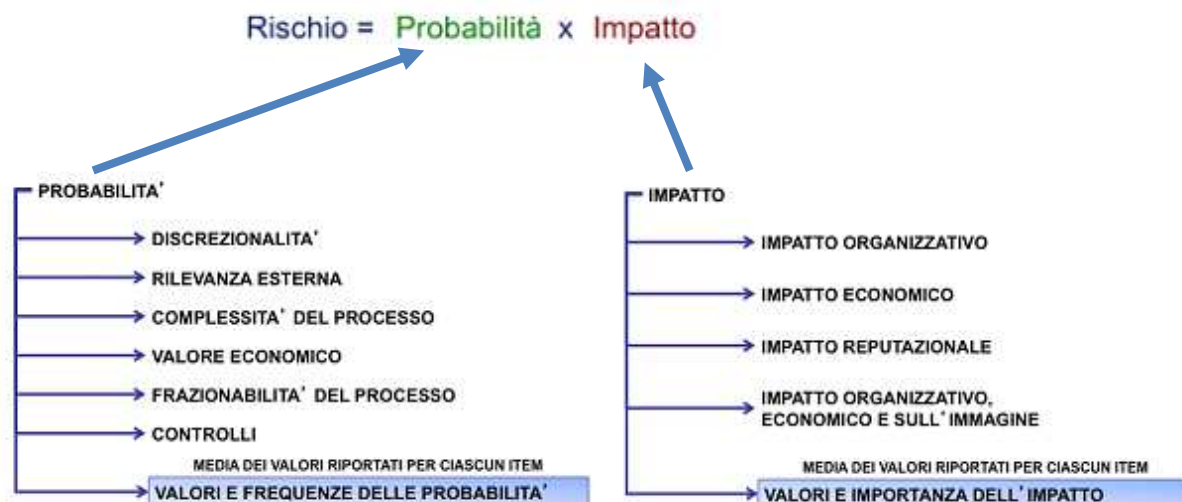 Rischio = Probabilità x Impatto
PROBABILITA'
DISCREZIONALITA'
RILEVANZA ESTERNA
COMPLESSITA' DEL PROCESSO
VALORE ECONOMICO
FRAZIONABILITA' DEL PROCESSO
CONTROLLI
MEDIA DEI VALORI RIPORTATI PER CIASCUN ITEM
VALORI E FREQUENZE DELLE PROBABILITA'
IMPATTO
IMPATTO ORGANIZZATIVO
IMPATTO ECONOMICO
IMPATTO REPUTAZIONALE
IMPATTO ORGANIZZATIVO,
ECONOMICO E SULL'IMMAGINE
MEDIA DEI VALORI RIPORTATI PER CIASCUN ITEM
VALORI E IMPORTANZA DELL'IMPATTO